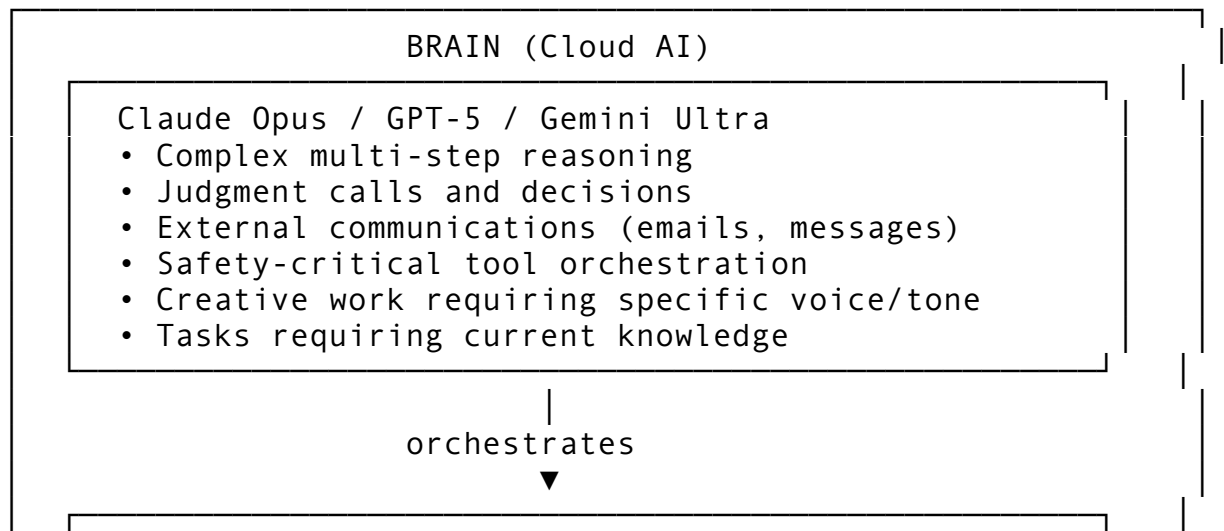 BRAIN (Cloud AI)
Claude Opus / GPT-5 / Gemini Ultra
• Complex multi-step reasoning
• Judgment calls and decisions
• External communications (emails, messages)
• Safety-critical tool orchestration
• Creative work requiring specific voice/tone
• Tasks requiring current knowledge
orchestrates
▼